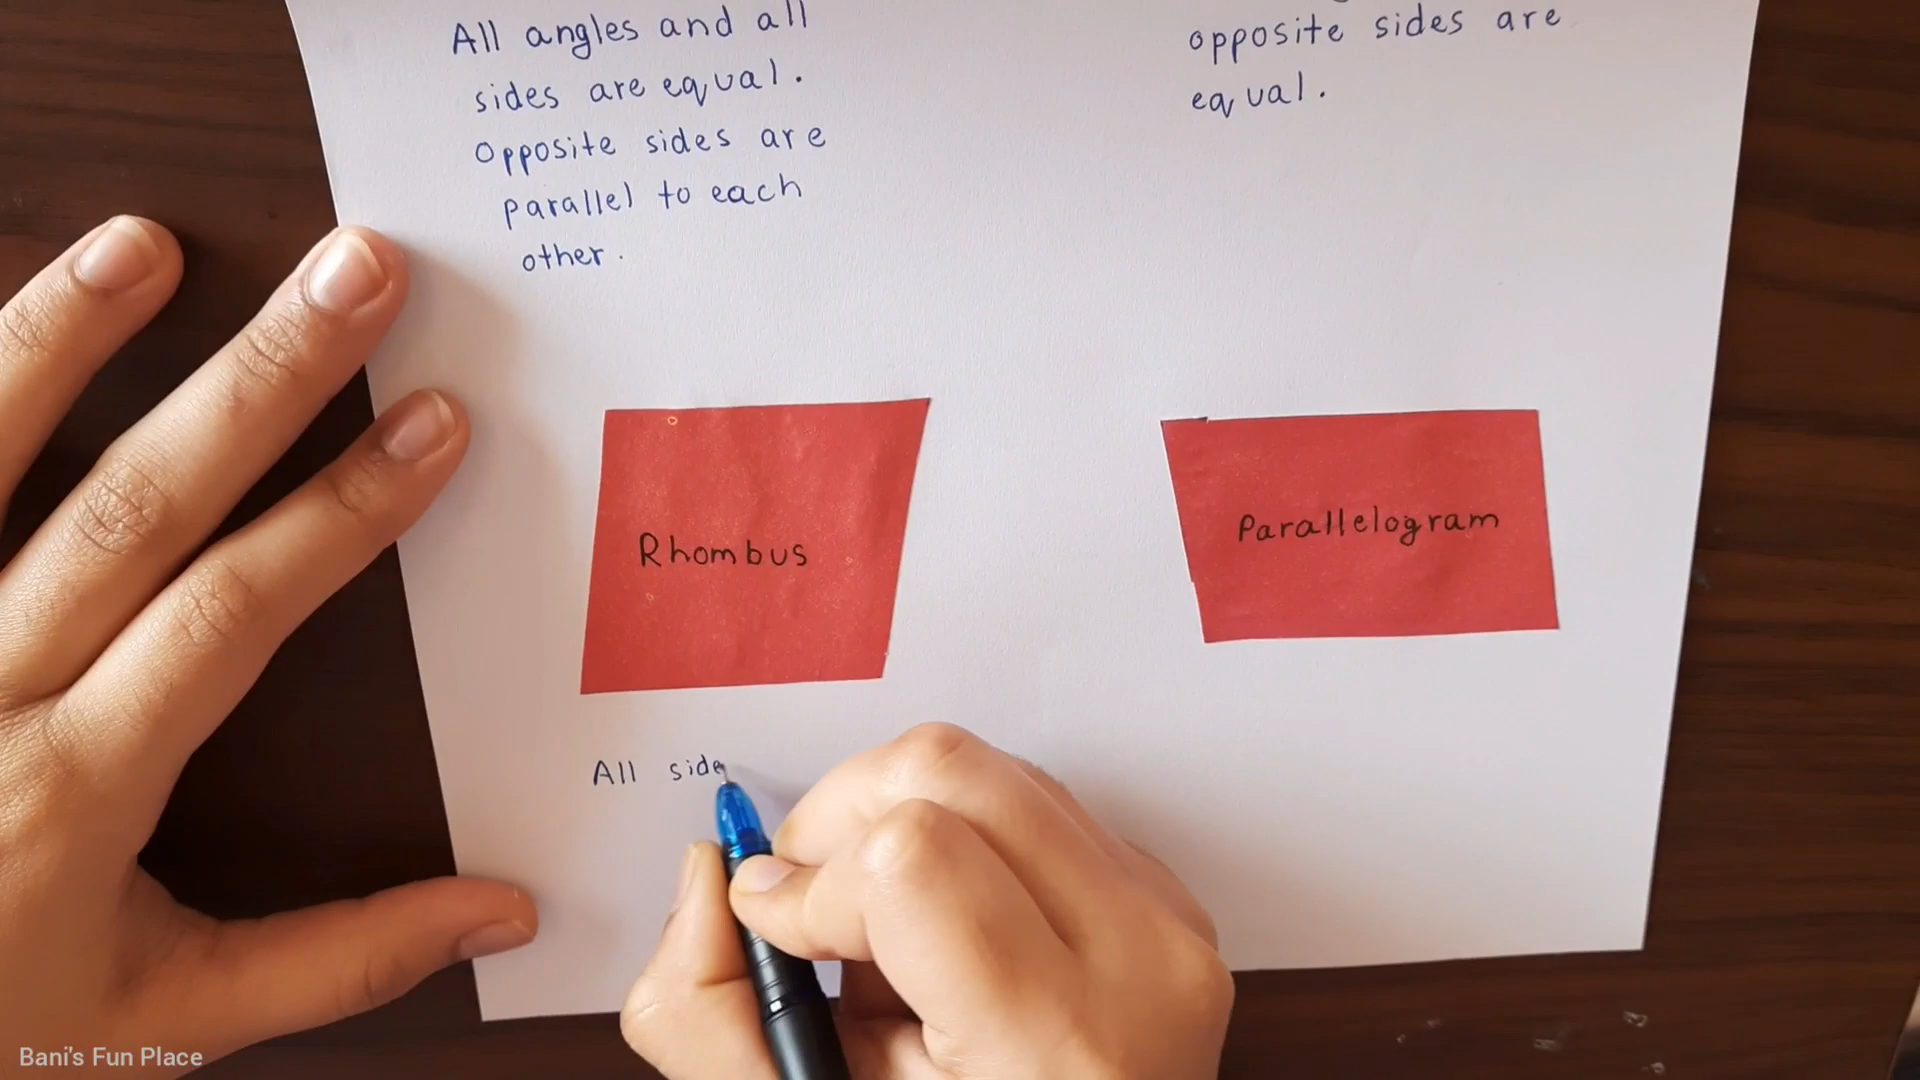 All angles and all
sides are equal.
Opposite sides are
parallel to each
other.
opposite sides are
equal.
Rhombus
Parallelogram
All side
Bani's Fun Place